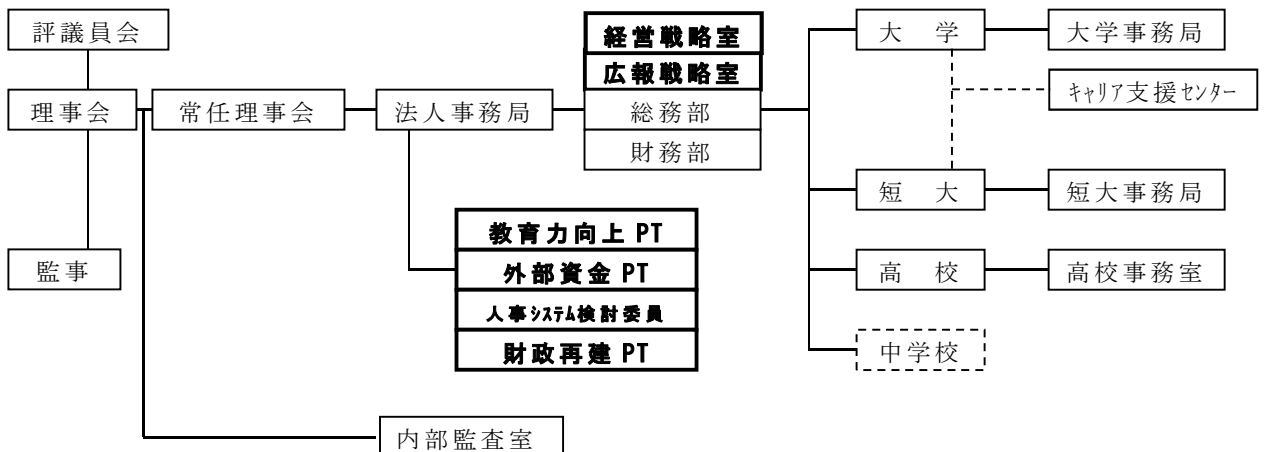 評議員会
理事会
監事
常任理事会
法人事務局
経営戦略室
広報戦略室
総務部
財務部
教育力向上 PT
外部資金 PT
人事ｼｽﾃﾑ検討委員
財政再建 PT
内部監査室
大　学
大学事務局
ｷｬﾘｱ支援ｾﾝﾀｰ
短　大
短大事務局
高　校
高校事務室
中学校